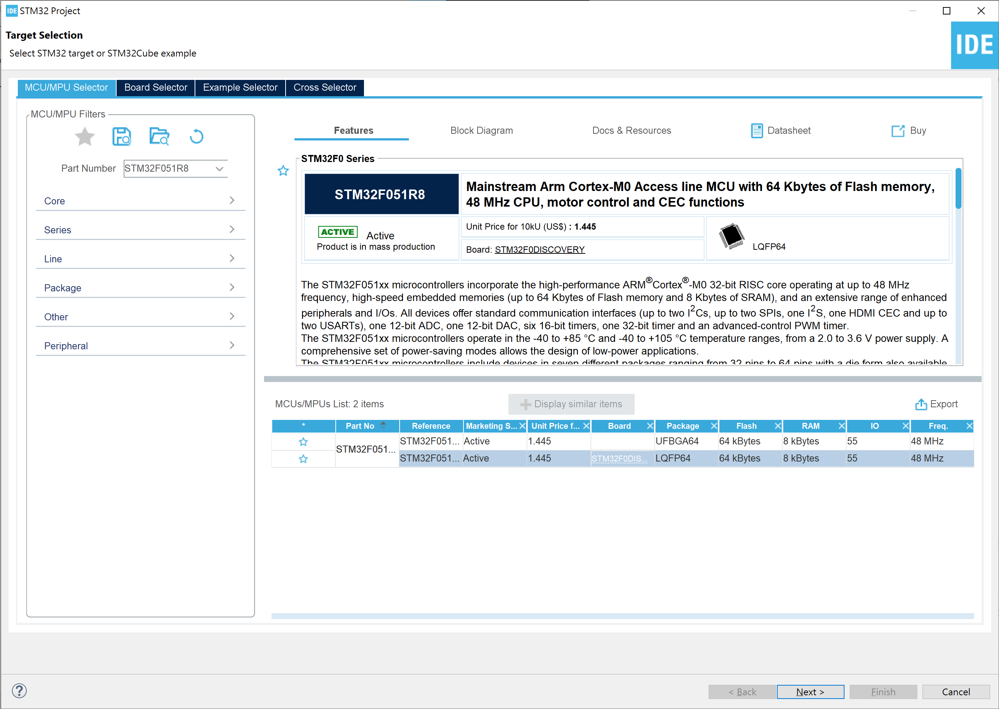 IDE STM32 Project
Target Selection
Select STM32 target or STM32Cube example
IDE
MCU/MPU Selector
Board Selector
Example Selector
Cross Selector
MCU/MPU Filters
Part Number STM32F051R8
Core
Series
Line
Package
Other
Peripheral
Features
Block Diagram
Docs & Resources
Datasheet
Buy
STM32F0 Series
STM32F051R8
Mainstream Arm Cortex-M0 Access line MCU with 64 Kbytes of Flash memory,
48 MHz CPU, motor control and CEC functions
ACTIVE Active
Product is in mass production
Unit Price for 10kU (US$) : 1.445
Board: STM32F0DISCOVERY
LQFP64
The STM32F051xx microcontrollers incorporate the high-performance ARM®Cortex®-M0 32-bit RISC core operating at up to 48 MHz
frequency, high-speed embedded memories (up to 64 Kbytes of Flash memory and 8 Kbytes of SRAM), and an extensive range of enhanced
peripherals and I/Os. All devices offer standard communication interfaces (up to two I²Cs, up to two SPIs, one I²S, one HDMI CEC and up to
two USARTs), one 12-bit ADC, one 12-bit DAC, six 16-bit timers, one 32-bit timer and an advanced-control PWM timer.
The STM32F051xx microcontrollers operate in the -40 to +85 °C and -40 to +105 °C temperature ranges, from a 2.0 to 3.6 V power supply. A
comprehensive set of power-saving modes allows the design of low-power applications.
The STM32F051xx microcontrollers include devices in seven different packages ranging from 32 pins to 64 pins with a die form also available
MCUs/MPUs List: 2 items
Display similar items
Export
* Part No Reference Marketing S... Unit Price f... Board Package Flash RAM IO Freq.
STM32F051... STM32F051... Active 1.445 UFBGA64 64 kBytes 8 kBytes 55 48 MHz
STM32F051... Active 1.445 STM32F0DIS... LQFP64 64 kBytes 8 kBytes 55 48 MHz
?
< Back
Next >
Finish
Cancel